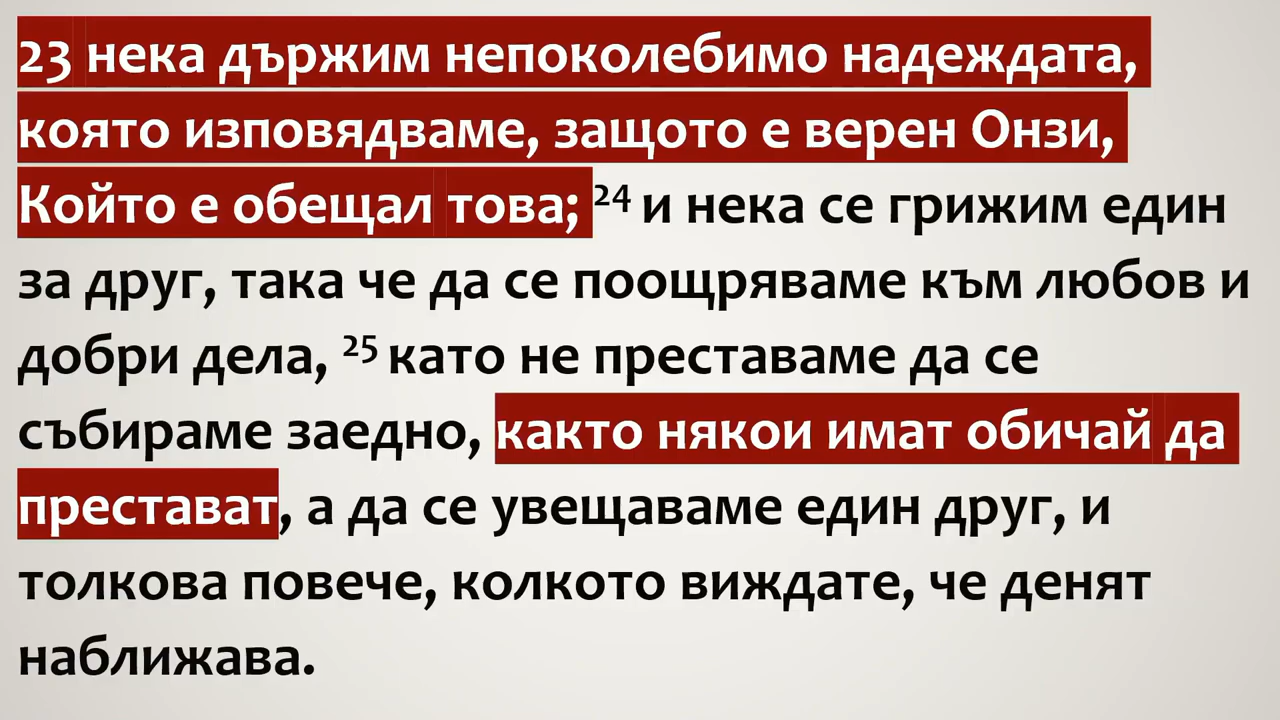 23 нека държим непоколебимо надеждата,
която изповядваме, защото е верен Онзи,
Който е обещал това; 24 и нека се грижим един
за друг, така че да се поощряваме към любов и
добри дела, 25 като не преставаме да се
събираме заедно, както някои имат обичай да
престават, а да се увещаваме един друг, и
толкова повече, колкото виждате, че денят
наближава.